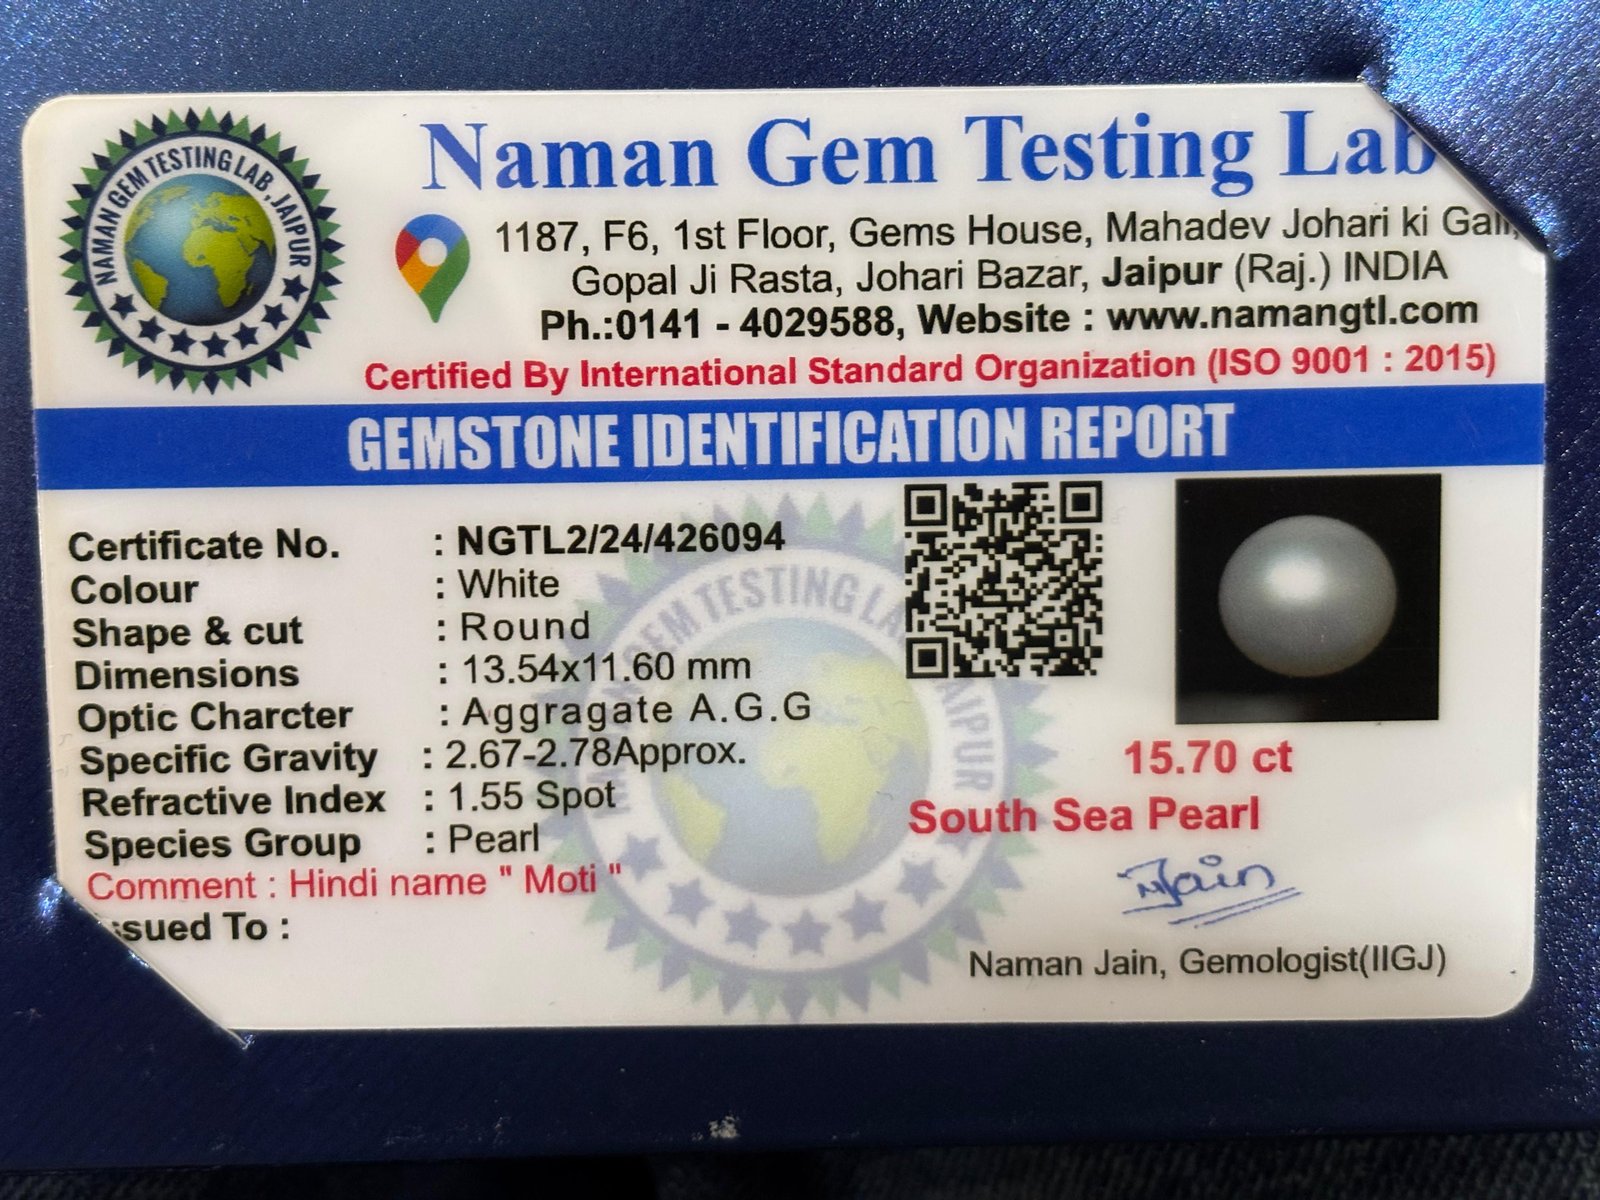 NAMAN GEM TESTING LAB, JAIPUR
Naman Gem Testing Lab
1187, F6, 1st Floor, Gems House, Mahadev Johari ki Gali,
Gopal Ji Rasta, Johari Bazar, Jaipur (Raj.) INDIA
Ph.:0141 - 4029588, Website : www.namangtl.com
Certified By International Standard Organization (ISO 9001 : 2015)
GEMSTONE IDENTIFICATION REPORT
Certificate No. : NGTL2/24/426094
Colour : White
Shape & cut : Round
Dimensions : 13.54x11.60 mm
Optic Charcter : Aggragate A.G.G
Specific Gravity : 2.67-2.78Approx.
Refractive Index : 1.55 Spot
Species Group : Pearl
Comment : Hindi name " Moti "
ssued To :
15.70 ct
South Sea Pearl
NJain
Naman Jain, Gemologist(IIGJ)